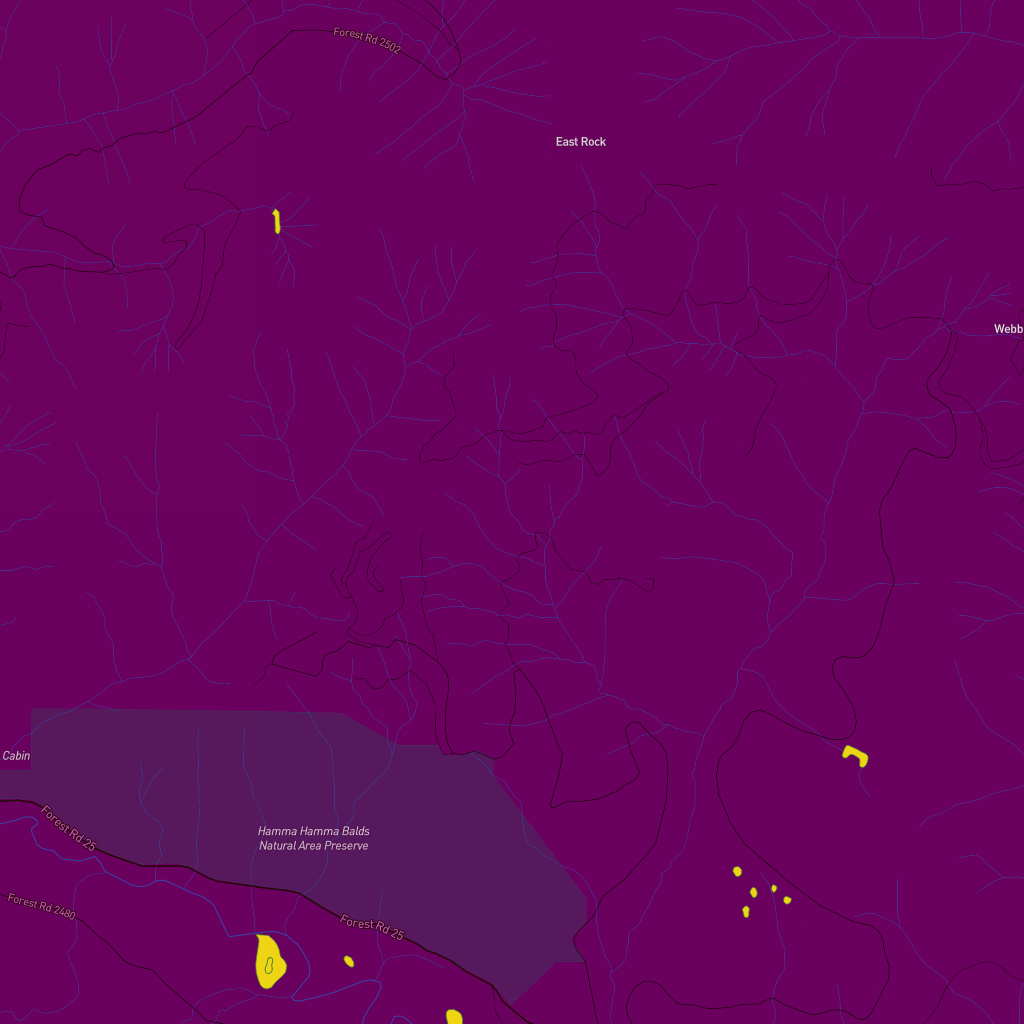 Forest Rd 2502
East Rock
Webb
Cabin
Forest Rd 25
Hamma Hamma Balds
Natural Area Preserve
Forest Rd 2480
Forest Rd 25